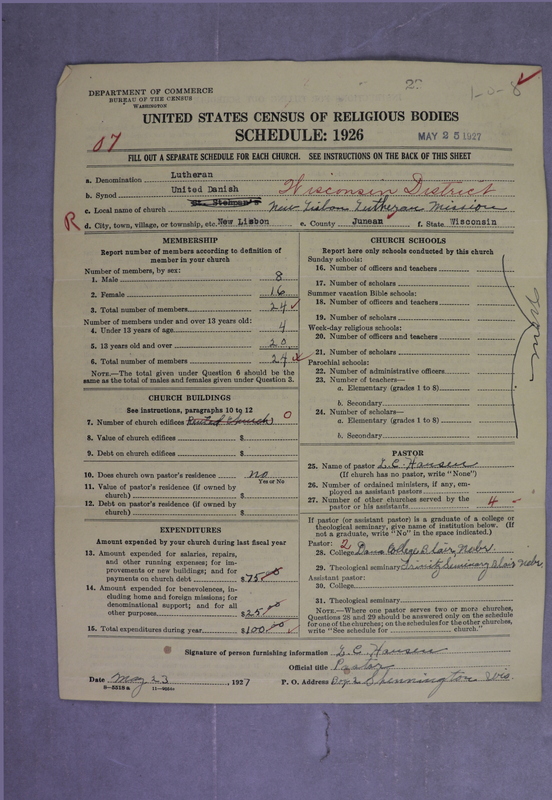 DEPARTMENT OF COMMERCE
BUREAU OF THE CENSUS
WASHINGTON
1-0-8
UNITED STATES CENSUS OF RELIGIOUS BODIES
SCHEDULE: 1926
MAY 25 1927
07
FILL OUT A SEPARATE SCHEDULE FOR EACH CHURCH. SEE INSTRUCTIONS ON THE BACK OF THIS SHEET
a. Denomination Lutheran
b. Synod United Danish Wisconsin District
c. Local name of church New Lisbon Lutheran Mission
R d. City, town, village, or township, etc. New Lisbon e. County Juneau f. State Wisconsin
MEMBERSHIP
Report number of members according to definition of member in your church
Number of members, by sex:
1. Male 8
2. Female 16
3. Total number of members 24
Number of members under and over 13 years old:
4. Under 13 years of age 4
5. 13 years old and over 20
6. Total number of members 24
NOTE.—The total given under Question 6 should be same as the total of males and females given under Question 3.
CHURCH BUILDINGS
See instructions, paragraphs 10 to 12
7. Number of church edifices Rented Church 0
8. Value of church edifices $
9. Debt on church edifices $
10. Does church own pastor's residence no
Yes or No
11. Value of pastor's residence (if owned by church) $
12. Debt on pastor's residence (if owned by church) $
EXPENDITURES
Amount expended by your church during last fiscal year
13. Amount expended for salaries, repairs, and other running expenses; for improvements or new buildings; and for payments on church debt $75.00
14. Amount expended for benevolences, including home and foreign missions; for denominational support; and for all other purposes $25.00
15. Total expenditures during year $100.00
CHURCH SCHOOLS
Report here only schools conducted by this church
Sunday schools:
16. Number of officers and teachers
17. Number of scholars
Summer vacation Bible schools:
18. Number of officers and teachers
19. Number of scholars
Week-day religious schools:
20. Number of officers and teachers
21. Number of scholars
Parochial schools:
22. Number of administrative officers
23. Number of teachers—
a. Elementary (grades 1 to 8)
b. Secondary
24. Number of scholars—
a. Elementary (grades 1 to 8)
b. Secondary
PASTOR
25. Name of pastor L. C. Hansen
(If church has no pastor, write "None")
26. Number of ordained ministers, if any, employed as assistant pastors
27. Number of other churches served by the pastor or his assistants 4
If pastor (or assistant pastor) is a graduate of a college or theological seminary, give name of institution below. (If not a graduate, write "No" in the space indicated.)
Pastor: 2
28. College Dana College Blair Nebr.
29. Theological seminary Trinity Seminary Blair Nebr
Assistant pastor:
30. College
31. Theological seminary
NOTE.—Where one pastor serves two or more churches, Questions 28 and 29 should be answered only on the schedule for one of the churches; on the schedules for the other churches, write "See schedule for church."
Signature of person furnishing information L. C. Hansen
Official title Pastor
Date May 23, 1927 P. O. Address Box 2 Shennington Wis.
8—5518a 11—9050